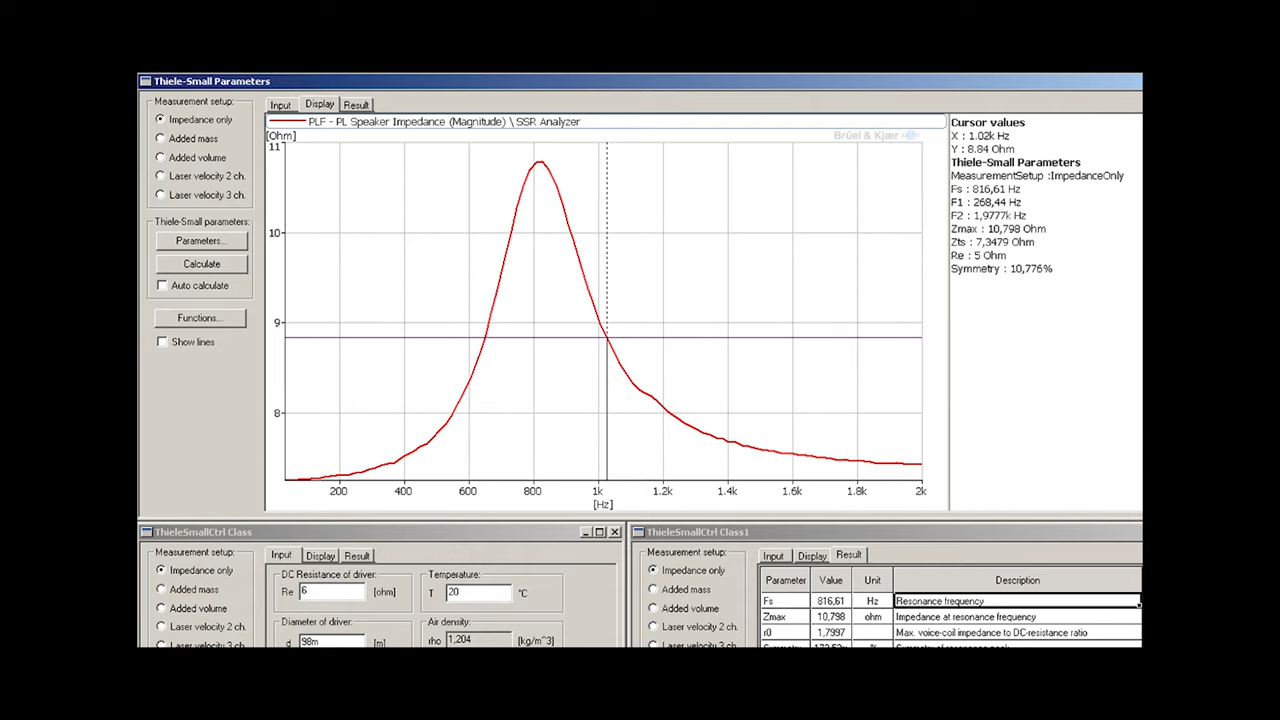 Thiele-Small Parameters
Measurement setup:
Impedance only
Added mass
Added volume
Laser velocity 2 ch.
Laser velocity 3 ch.
Thiele-Small parameters:
Parameters...
Calculate
Auto calculate
Functions...
Show lines
Input Display Result
PLF - PL Speaker Impedance (Magnitude) \ SSR Analyzer
[Ohm]
Brüel & Kjær
11
10
9
8
200 400 600 800 1k 1.2k 1.4k 1.6k 1.8k 2k
[Hz]
Cursor values
X : 1.02k Hz
Y : 8.84 Ohm
Thiele-Small Parameters
MeasurementSetup :ImpedanceOnly
Fs : 816,61 Hz
F1 : 268,44 Hz
F2 : 1,9777k Hz
Zmax : 10,798 Ohm
Zts : 7,3479 Ohm
Re : 5 Ohm
Symmetry : 10,776%
ThieleSmallCtrl Class
Measurement setup:
Impedance only
Added mass
Added volume
Laser velocity 2 ch.
Laser velocity 3 ch.
Input Display Result
DC Resistance of driver:
Re 6 [ohm]
Diameter of driver:
d 98m [m]
Temperature:
T 20 °C
Air density:
rho 1,204 [kg/m^3]
ThieleSmallCtrl Class1
Measurement setup:
Impedance only
Added mass
Added volume
Laser velocity 2 ch.
Laser velocity 3 ch.
Input Display Result
Parameter Value Unit Description
Fs 816,61 Hz Resonance frequency
Zmax 10,798 ohm Impedance at resonance frequency
r0 1,7997 Max. voice-coil impedance to DC-resistance ratio